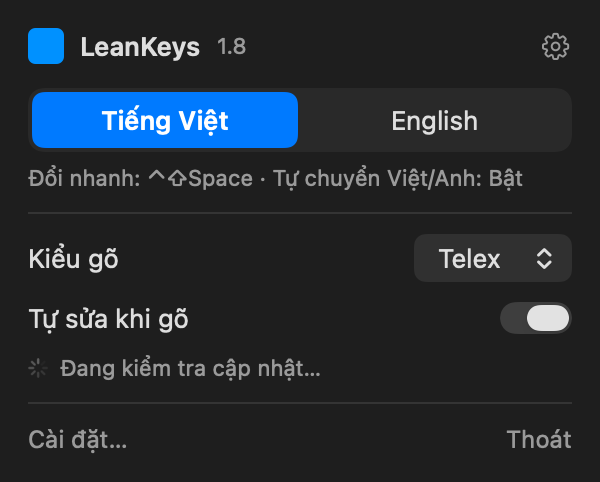 LeanKeys 1.8
Tiếng Việt English
Đổi nhanh: ^⇧Space · Tự chuyển Việt/Anh: Bật
Kiểu gõ Telex
Tự sửa khi gõ
Đang kiểm tra cập nhật...
Cài đặt... Thoát